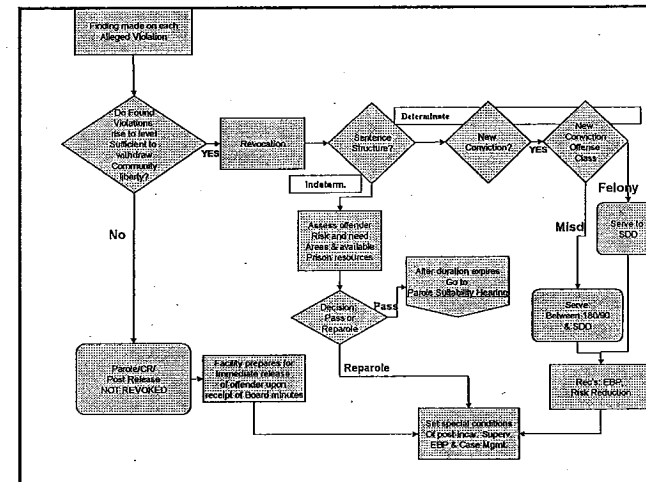 Finding made on each
Alleged Violation
Do Found
Violations
rise to level
Sufficient to
withdraw
Community
liberty?
YES
Revocation
Sentence
Structure?
Determinate
New
Conviction?
YES
New
Conviction
Offense
Class
Felony
Serve to
SDD
Misd
Serve
Between 180/90
& SDD
Indeterm.
Assess offender
Risk and need
Areas & available
Prison resources
Decision:
Pass or
Reparole
Pass
After duration expires
Go to
Parole Suitability Hearing
Reparole
No
Parole/CR/
Post Release
NOT REVOKED
Facility prepares for
Immediate release
of offender upon
receipt of Board minutes
Rec's: EBP,
Risk Reduction
Set special conditions
Of post-incar. Superv.
EBP & Case Mgmt.